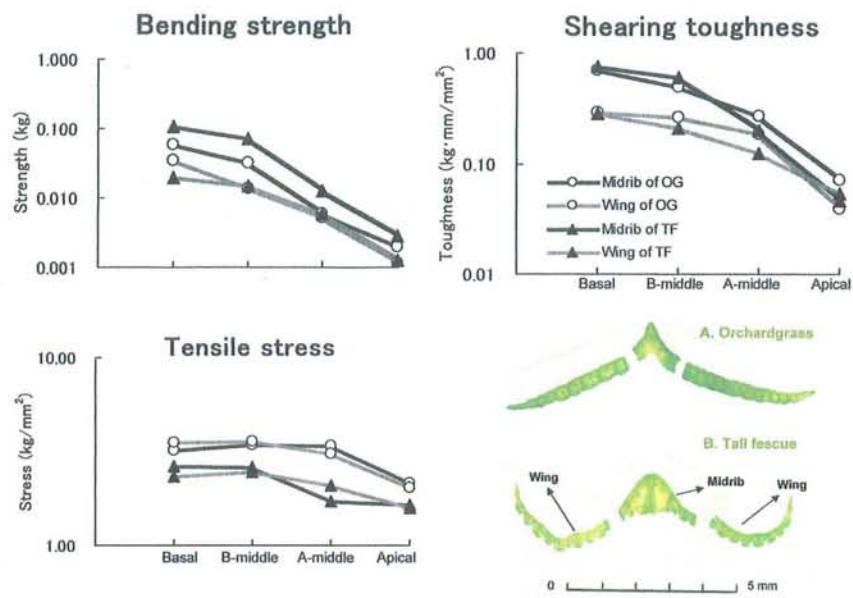 Bending strength
Strength (kg)
1.000
0.100
0.010
0.001
Shearing toughness
Toughness (kg·mm/mm²)
1.00
0.10
0.01
Midrib of OG
Wing of OG
Midrib of TF
Wing of TF
Basal B-middle A-middle Apical
Tensile stress
Stress (kg/mm²)
10.00
1.00
Basal B-middle A-middle Apical
A. Orchardgrass
B. Tall fescue
Wing
Midrib
Wing
0 5 mm